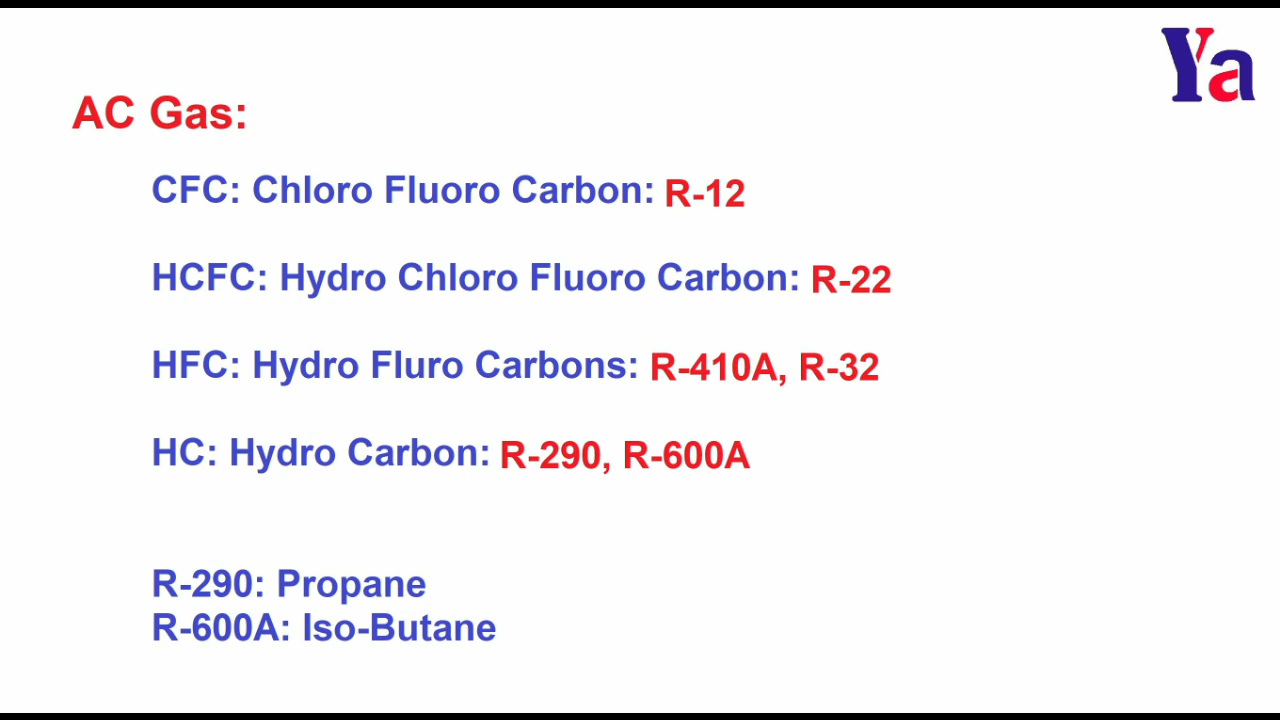 Ya
AC Gas:
CFC: Chloro Fluoro Carbon: R-12
HCFC: Hydro Chloro Fluoro Carbon: R-22
HFC: Hydro Fluro Carbons: R-410A, R-32
HC: Hydro Carbon: R-290, R-600A
R-290: Propane
R-600A: Iso-Butane